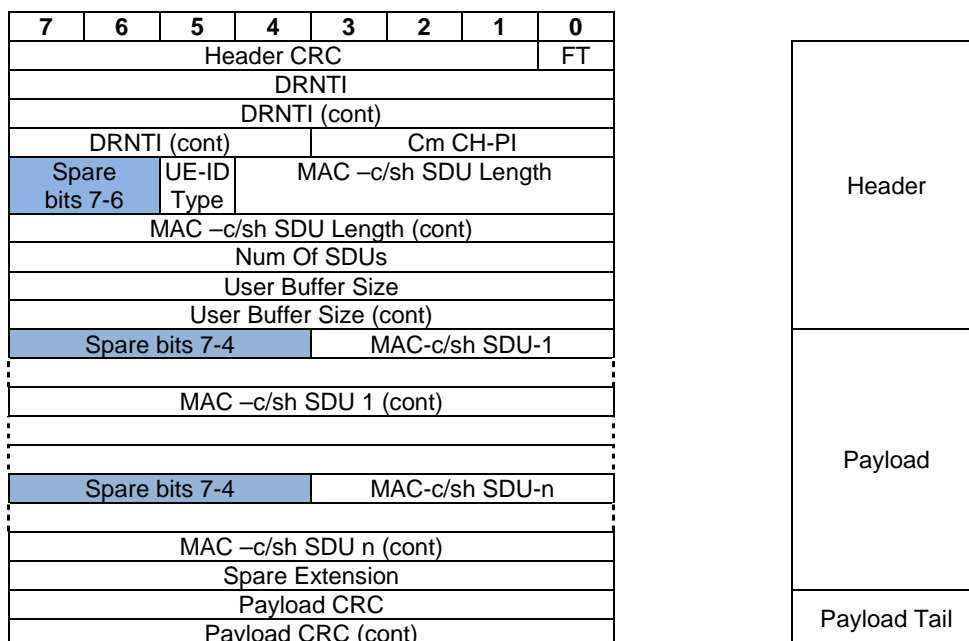 7 6 5 4 3 2 1 0
Header CRC FT
DRNTI
DRNTI (cont)
DRNTI (cont) Cm CH-PI
Spare bits 7-6 UE-ID Type MAC –c/sh SDU Length
MAC –c/sh SDU Length (cont)
Num Of SDUs
User Buffer Size
User Buffer Size (cont)
Spare bits 7-4 MAC-c/sh SDU-1
MAC –c/sh SDU 1 (cont)
Spare bits 7-4 MAC-c/sh SDU-n
MAC –c/sh SDU n (cont)
Spare Extension
Payload CRC
Payload CRC (cont)
Header
Payload
Payload Tail